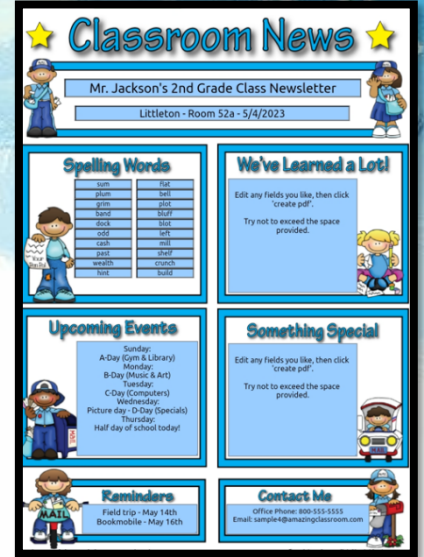 Classroom News
Mr. Jackson's 2nd Grade Class Newsletter
Littleton - Room 52a - 5/4/2023
Spelling Words
sum flat
plum bell
grim plot
band bluff
dock blot
odd left
cash mill
past shelf
wealth crunch
hint build
We've Learned a Lot!
Edit any fields you like, then click
'create pdf'.
Try not to exceed the space
provided.
Upcoming Events
Sunday:
A-Day (Gym & Library)
Monday:
B-Day (Music & Art)
Tuesday:
C-Day (Computers)
Wednesday:
Picture day - D-Day (Specials)
Thursday:
Half day of school today!
Something Special
Edit any fields you like, then click
'create pdf'.
Try not to exceed the space
provided.
Reminders
Field trip - May 14th
Bookmobile - May 16th
MAIL
Contact Me
Office Phone: 800-555-5555
Email: sample4@amazingclassroom.com